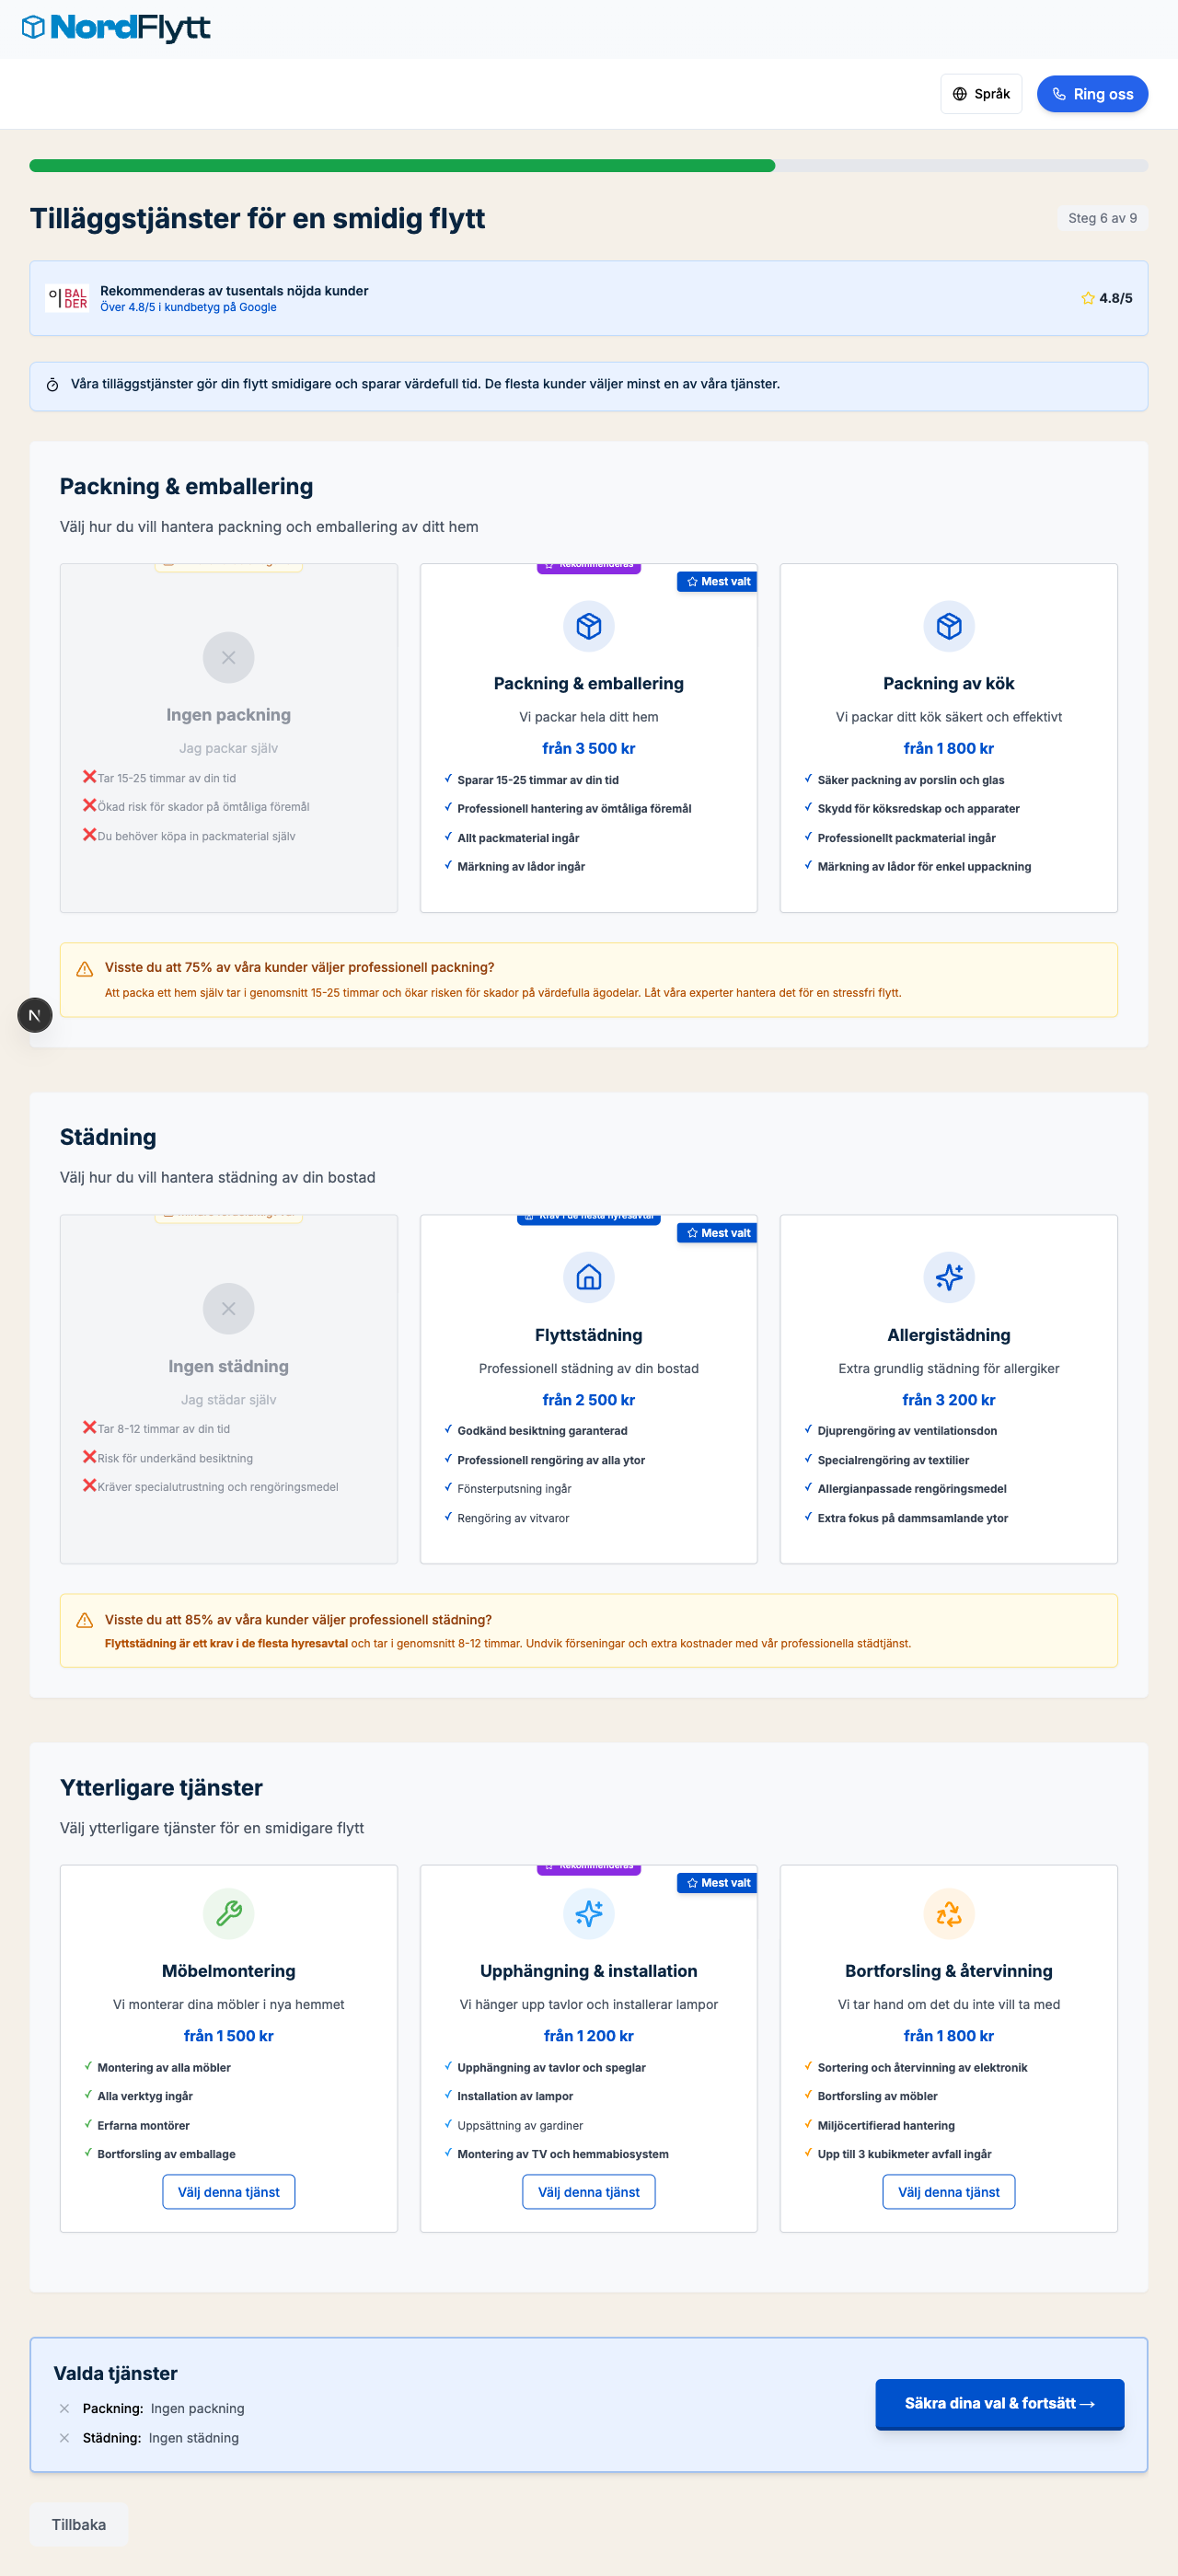 NordFlytt
Språk
Ring oss
Tilläggstjänster för en smidig flytt
Steg 6 av 9
BAL
DER
Rekommenderas av tusentals nöjda kunder
Över 4.8/5 i kundbetyg på Google
4.8/5
Våra tilläggstjänster gör din flytt smidigare och sparar värdefull tid. De flesta kunder väljer minst en av våra tjänster.
Packning & emballering
Välj hur du vill hantera packning och emballering av ditt hem
Ingen packning
Jag packar själv
Tar 15-25 timmar av din tid
Ökad risk för skador på ömtåliga föremål
Du behöver köpa in packmaterial själv
Rekommenderas
Mest valt
Packning & emballering
Vi packar hela ditt hem
från 3 500 kr
✓ Sparar 15-25 timmar av din tid
✓ Professionell hantering av ömtåliga föremål
✓ Allt packmaterial ingår
✓ Märkning av lådor ingår
Packning av kök
Vi packar ditt kök säkert och effektivt
från 1 800 kr
✓ Säker packning av porslin och glas
✓ Skydd för köksredskap och apparater
✓ Professionellt packmaterial ingår
✓ Märkning av lådor för enkel uppackning
Visste du att 75% av våra kunder väljer professionell packning?
Att packa ett hem själv tar i genomsnitt 15-25 timmar och ökar risken för skador på värdefulla ägodelar. Låt våra experter hantera det för en stressfri flytt.
N
Städning
Välj hur du vill hantera städning av din bostad
Ingen städning
Jag städar själv
Tar 8-12 timmar av din tid
Risk för underkänd besiktning
Kräver specialutrustning och rengöringsmedel
Krav i de flesta hyresavtal
Mest valt
Flyttstädning
Professionell städning av din bostad
från 2 500 kr
✓ Godkänd besiktning garanterad
✓ Professionell rengöring av alla ytor
✓ Fönsterputsning ingår
✓ Rengöring av vitvaror
Allergistädning
Extra grundlig städning för allergiker
från 3 200 kr
✓ Djuprengöring av ventilationsdon
✓ Specialrengöring av textilier
✓ Allergianpassade rengöringsmedel
✓ Extra fokus på dammsamlande ytor
Visste du att 85% av våra kunder väljer professionell städning?
Flyttstädning är ett krav i de flesta hyresavtal och tar i genomsnitt 8-12 timmar. Undvik förseningar och extra kostnader med vår professionella städtjänst.
Ytterligare tjänster
Välj ytterligare tjänster för en smidigare flytt
Möbelmontering
Vi monterar dina möbler i nya hemmet
från 1 500 kr
✓ Montering av alla möbler
✓ Alla verktyg ingår
✓ Erfarna montörer
✓ Bortforsling av emballage
Välj denna tjänst
Rekommenderas
Mest valt
Upphängning & installation
Vi hänger upp tavlor och installerar lampor
från 1 200 kr
✓ Upphängning av tavlor och speglar
✓ Installation av lampor
✓ Uppsättning av gardiner
✓ Montering av TV och hemmabiosystem
Välj denna tjänst
Bortforsling & återvinning
Vi tar hand om det du inte vill ta med
från 1 800 kr
✓ Sortering och återvinning av elektronik
✓ Bortforsling av möbler
✓ Miljöcertifierad hantering
✓ Upp till 3 kubikmeter avfall ingår
Välj denna tjänst
Valda tjänster
Packning: Ingen packning
Städning: Ingen städning
Säkra dina val & fortsätt →
Tillbaka